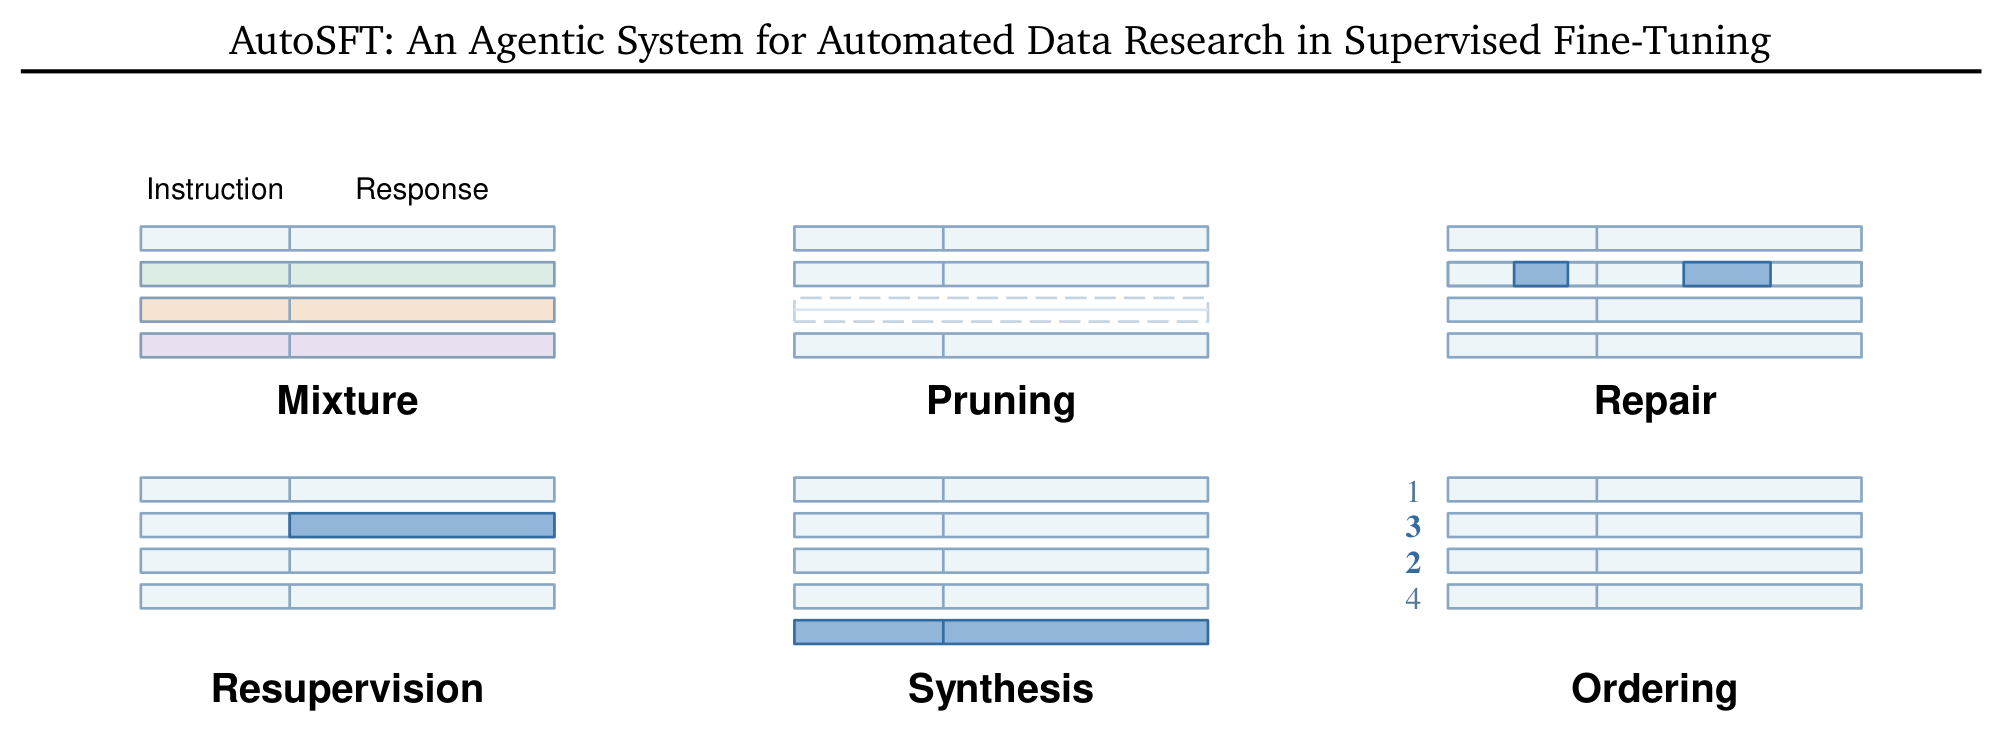 AutoSFT: An Agentic System for Automated Data Research in Supervised Fine-Tuning
Instruction Response
Mixture
Pruning
Repair
Resupervision
Synthesis
1
3
2
4
Ordering